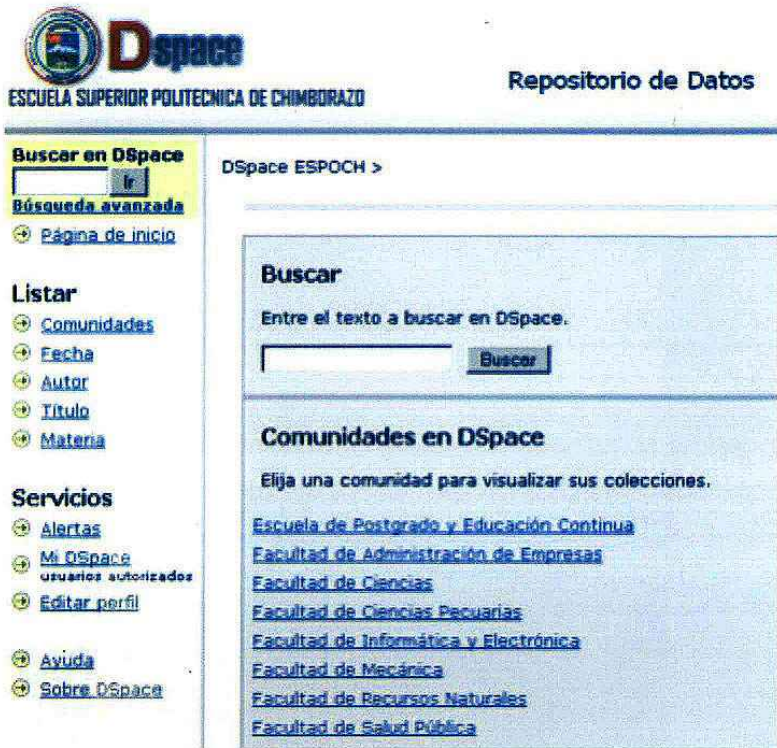 Dspace
ESCUELA SUPERIOR POLITECNICA DE CHIMBORAZO
Repositorio de Datos
Buscar en DSpace
Ir
Búsqueda avanzada
Página de inicio
Listar
Comunidades
Fecha
Autor
Título
Materia
Servicios
Alertas
Mi DSpace
usuarios autorizados
Editar perfil
Ayuda
Sobre DSpace
DSpace ESPOCH >
Buscar
Entre el texto a buscar en DSpace.
Buscar
Comunidades en DSpace
Elija una comunidad para visualizar sus colecciones.
Escuela de Postgrado y Educación Continua
Facultad de Administración de Empresas
Facultad de Ciencias
Facultad de Ciencias Pecuarias
Facultad de Informática y Electrónica
Facultad de Mecánica
Facultad de Recursos Naturales
Facultad de Salud Pública